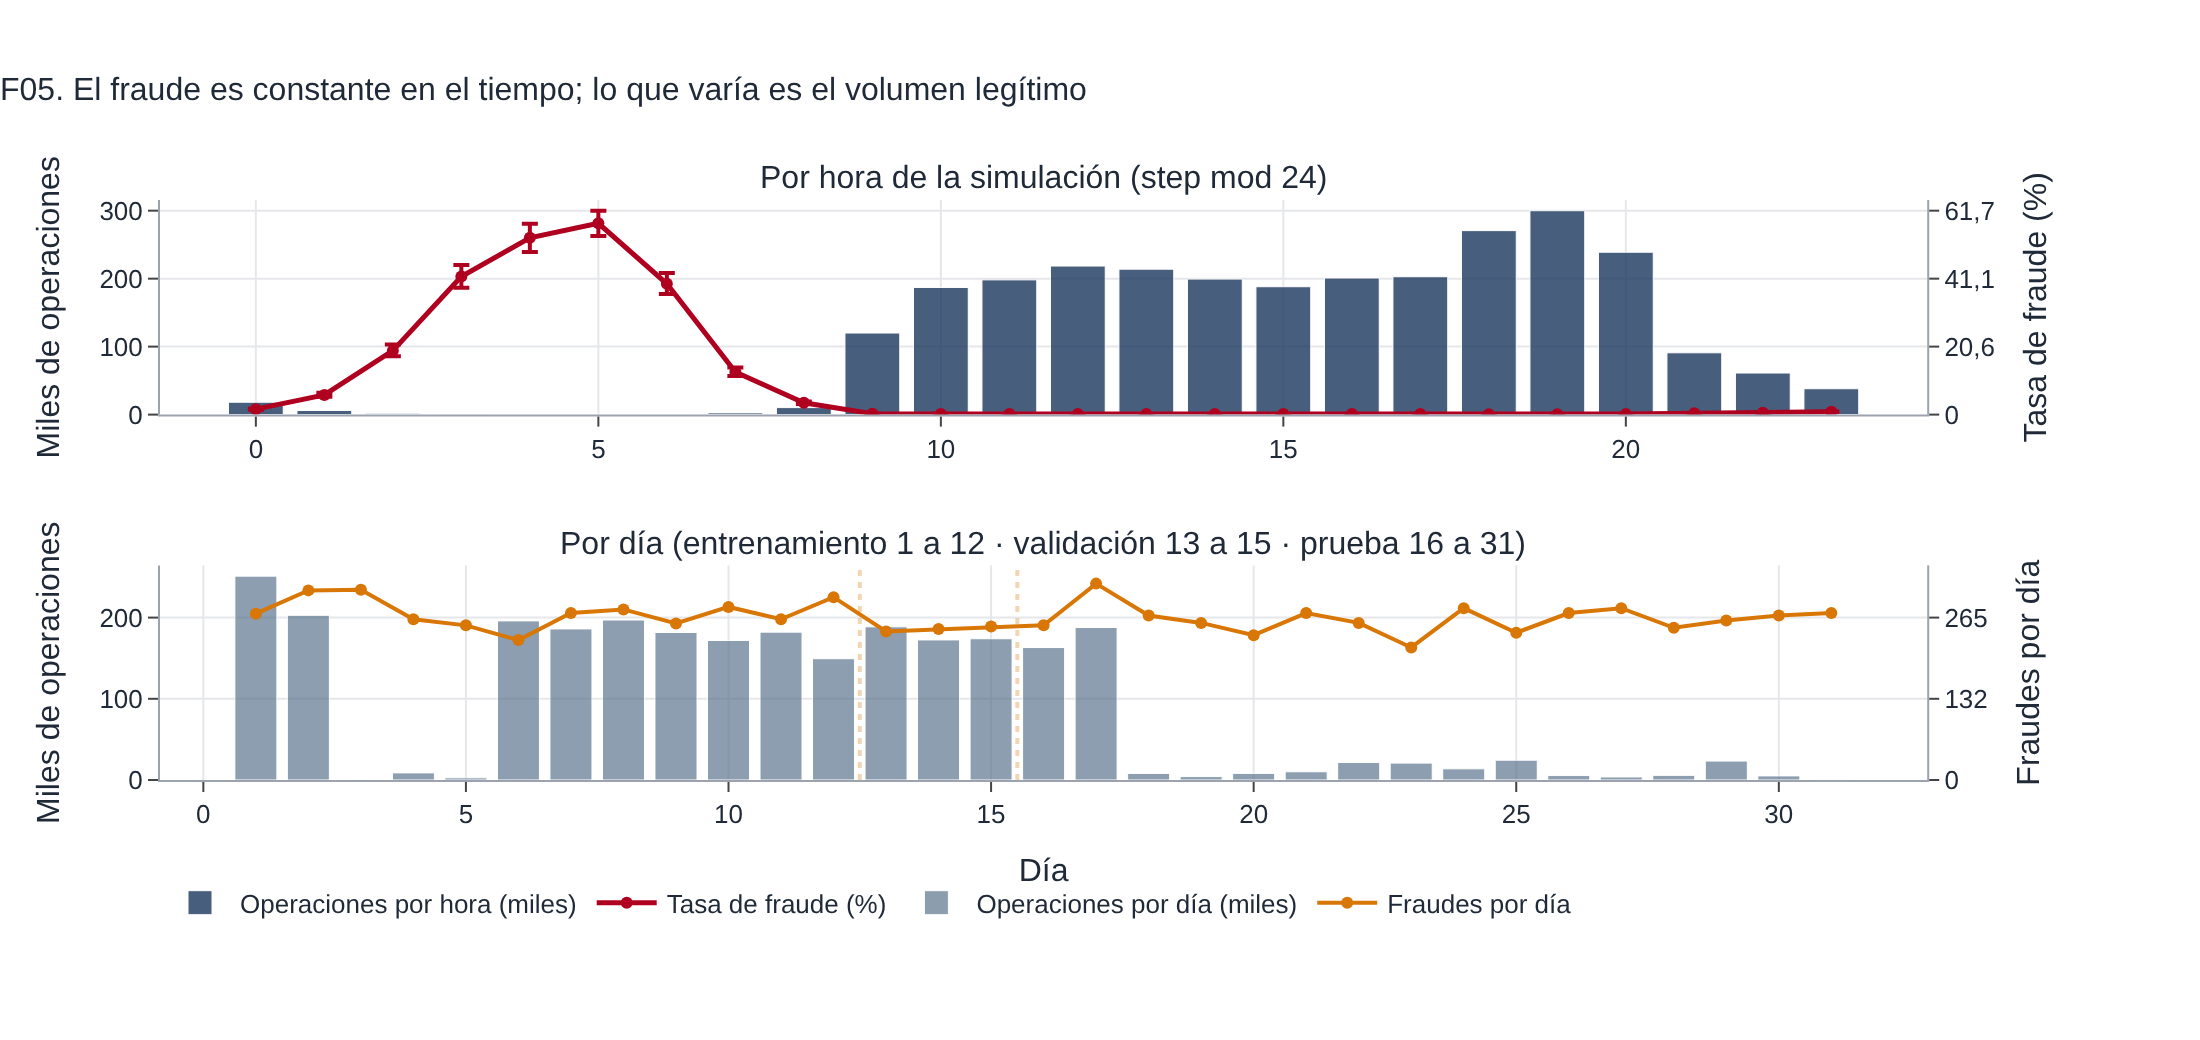 F05. El fraude es constante en el tiempo; lo que varía es el volumen legítimo
Por hora de la simulación (step mod 24)
Miles de operaciones
300
200
100
0
61,7
41,1
20,6
0
Tasa de fraude (%)
0 5 10 15 20
Por día (entrenamiento 1 a 12 · validación 13 a 15 · prueba 16 a 31)
Miles de operaciones
200
100
0
265
132
0
Fraudes por día
0 5 10 15 20 25 30
Día
Operaciones por hora (miles) Tasa de fraude (%) Operaciones por día (miles) Fraudes por día